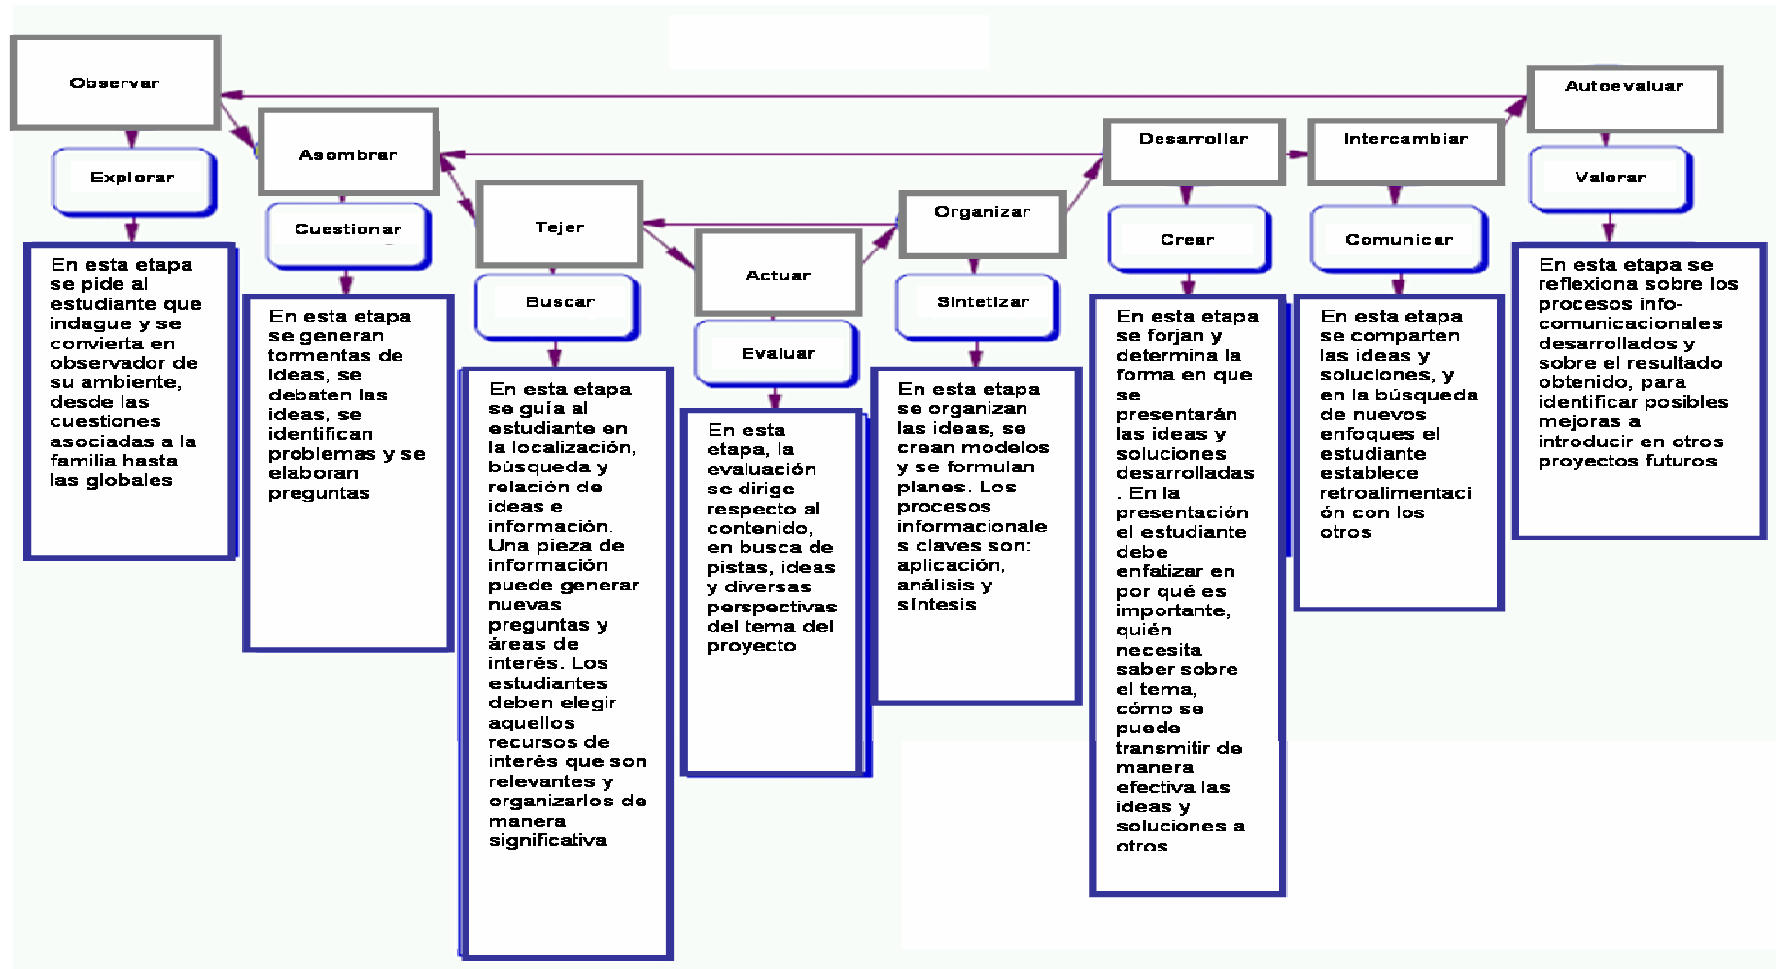 Observar
Explorar
En esta etapa
se pide al
estudiante que
indague y se
convierta en
observador de
su ambiente,
desde las
cuestiones
asociadas a la
familia hasta
las globales
Asombrar
Cuestionar
En esta etapa
se generan
tormentas de
ideas, se
debaten las
ideas, se
identifican
problemas y se
elaboran
preguntas
Tejer
Buscar
En esta etapa
se guía al
estudiante en
la localización,
búsqueda y
relación de
ideas e
información.
Una pieza de
información
puede generar
nuevas
preguntas y
áreas de
interés. Los
estudiantes
deben elegir
aquellos
recursos de
interés que son
relevantes y
organizarlos de
manera
significativa
Actuar
Evaluar
En esta
etapa, la
evaluación
se dirige
respecto al
contenido,
en busca de
pistas, ideas
y diversas
perspectivas
del tema del
proyecto
Organizar
Sintetizar
En esta etapa
se organizan
las ideas, se
crean modelos
y se formulan
planes. Los
procesos
informacionale
s claves son:
aplicación,
análisis y
síntesis
Desarrollar
Crear
En esta etapa
se forjan y
determina la
forma en que
se
presentarán
las ideas y
soluciones
desarrolladas
. En la
presentación
el estudiante
debe
enfatizar en
por qué es
importante,
quién
necesita
saber sobre
el tema,
cómo se
puede
transmitir de
manera
efectiva las
ideas y
soluciones a
otros
Intercambiar
Comunicar
En esta etapa
se comparten
las ideas y
soluciones, y
en la búsqueda
de nuevos
enfoques el
estudiante
establece
retroalimentaci
ón con los
otros
Autoevaluar
Valorar
En esta etapa se
reflexiona sobre los
procesos info-
comunicacionales
desarrollados y
sobre el resultado
obtenido, para
identificar posibles
mejoras a
introducir en otros
proyectos futuros